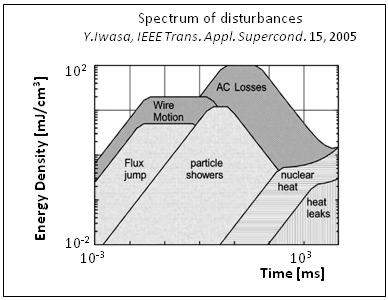 Spectrum of disturbances
Y.Iwasa, IEEE Trans. Appl. Supercond. 15, 2005
Energy Density [mJ/cm³]
10²
AC Losses
Wire
Motion
Flux
jump
particle
showers
nuclear
heat
heat
leaks
10⁻²
10⁻³
10³
Time [ms]